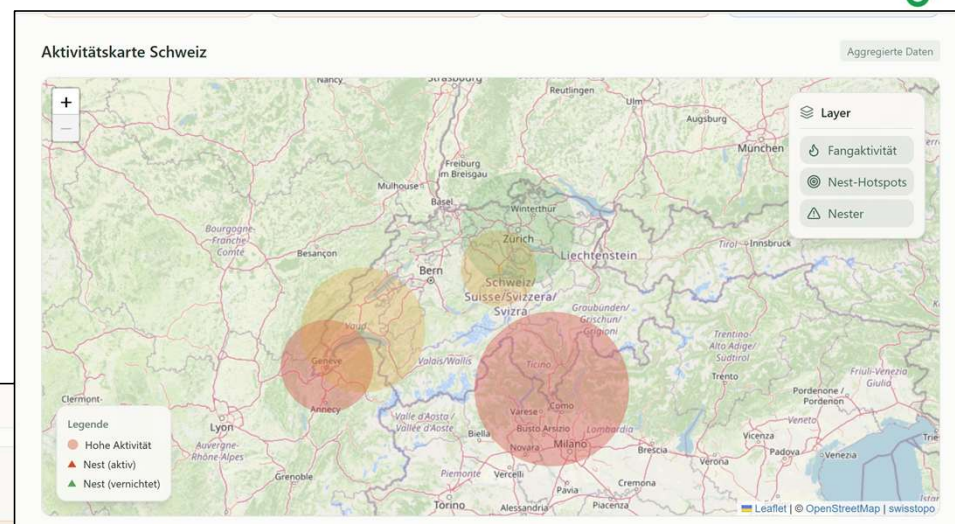 Aktivitätskarte Schweiz
Aggregierte Daten
+
−
Layer
Fangaktivität
Nest-Hotspots
Nester
Nancy
Strasbourg
Reutlingen
Ulm
Augsburg
München
Freiburg
im Breisgau
Mulhouse
Basel
Winterthur
Zürich
Bourgogne-
Franche-
Comté
Besançon
Liechtenstein
Tirol
Innsbruck
Bern
Schweiz/
Suisse/Svizzera/
Svizra
Graubünden/
Grischun/
Grigioni
Vaud
Genève
Valais/Wallis
Ticino
Trentino-
Alto Adige/
Südtirol
Trento
Friuli-Venezia
Giulia
Pordenone /
Pordenon
Annecy
Clermont-
Lyon
Auvergne-
Rhône-Alpes
Valle d'Aosta /
Vallée d'Aoste
Varese
Como
Biella
Busto Arsizio
Lombardia
Novara
Milano
Brescia
Vicenza
Veneto
Verona
Padova
Venezia
Grenoble
Piemonte
Vercelli
Pavia
Cremona
Torino
Alessandria
Piacenza
Legende
Hohe Aktivität
Nest (aktiv)
Nest (vernichtet)
Leaflet | © OpenStreetMap | swisstopo